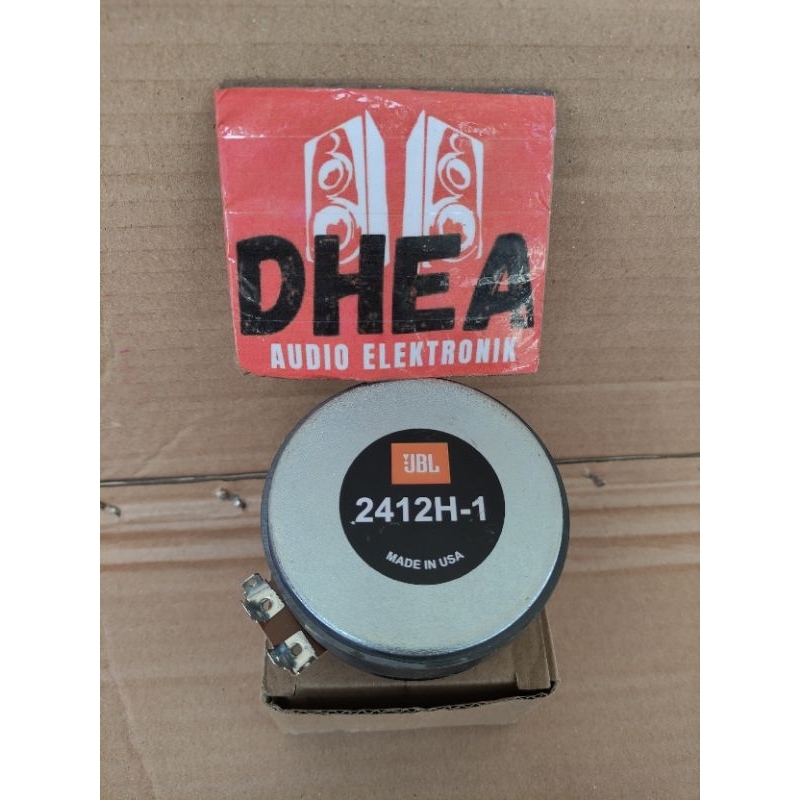 DHEA
AUDIO ELEKTRONIK
JBL
2412H-1
MADE IN USA